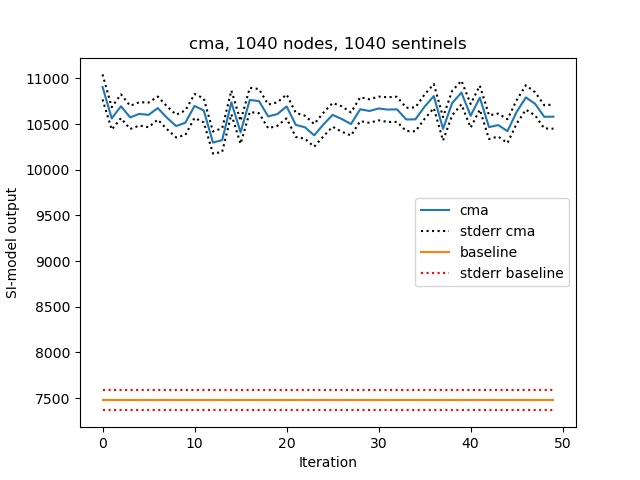 cma, 1040 nodes, 1040 sentinels
11000
10500
10000
9500
9000
8500
8000
7500
SI-model output
cma
stderr cma
baseline
stderr baseline
0 10 20 30 40 50
Iteration